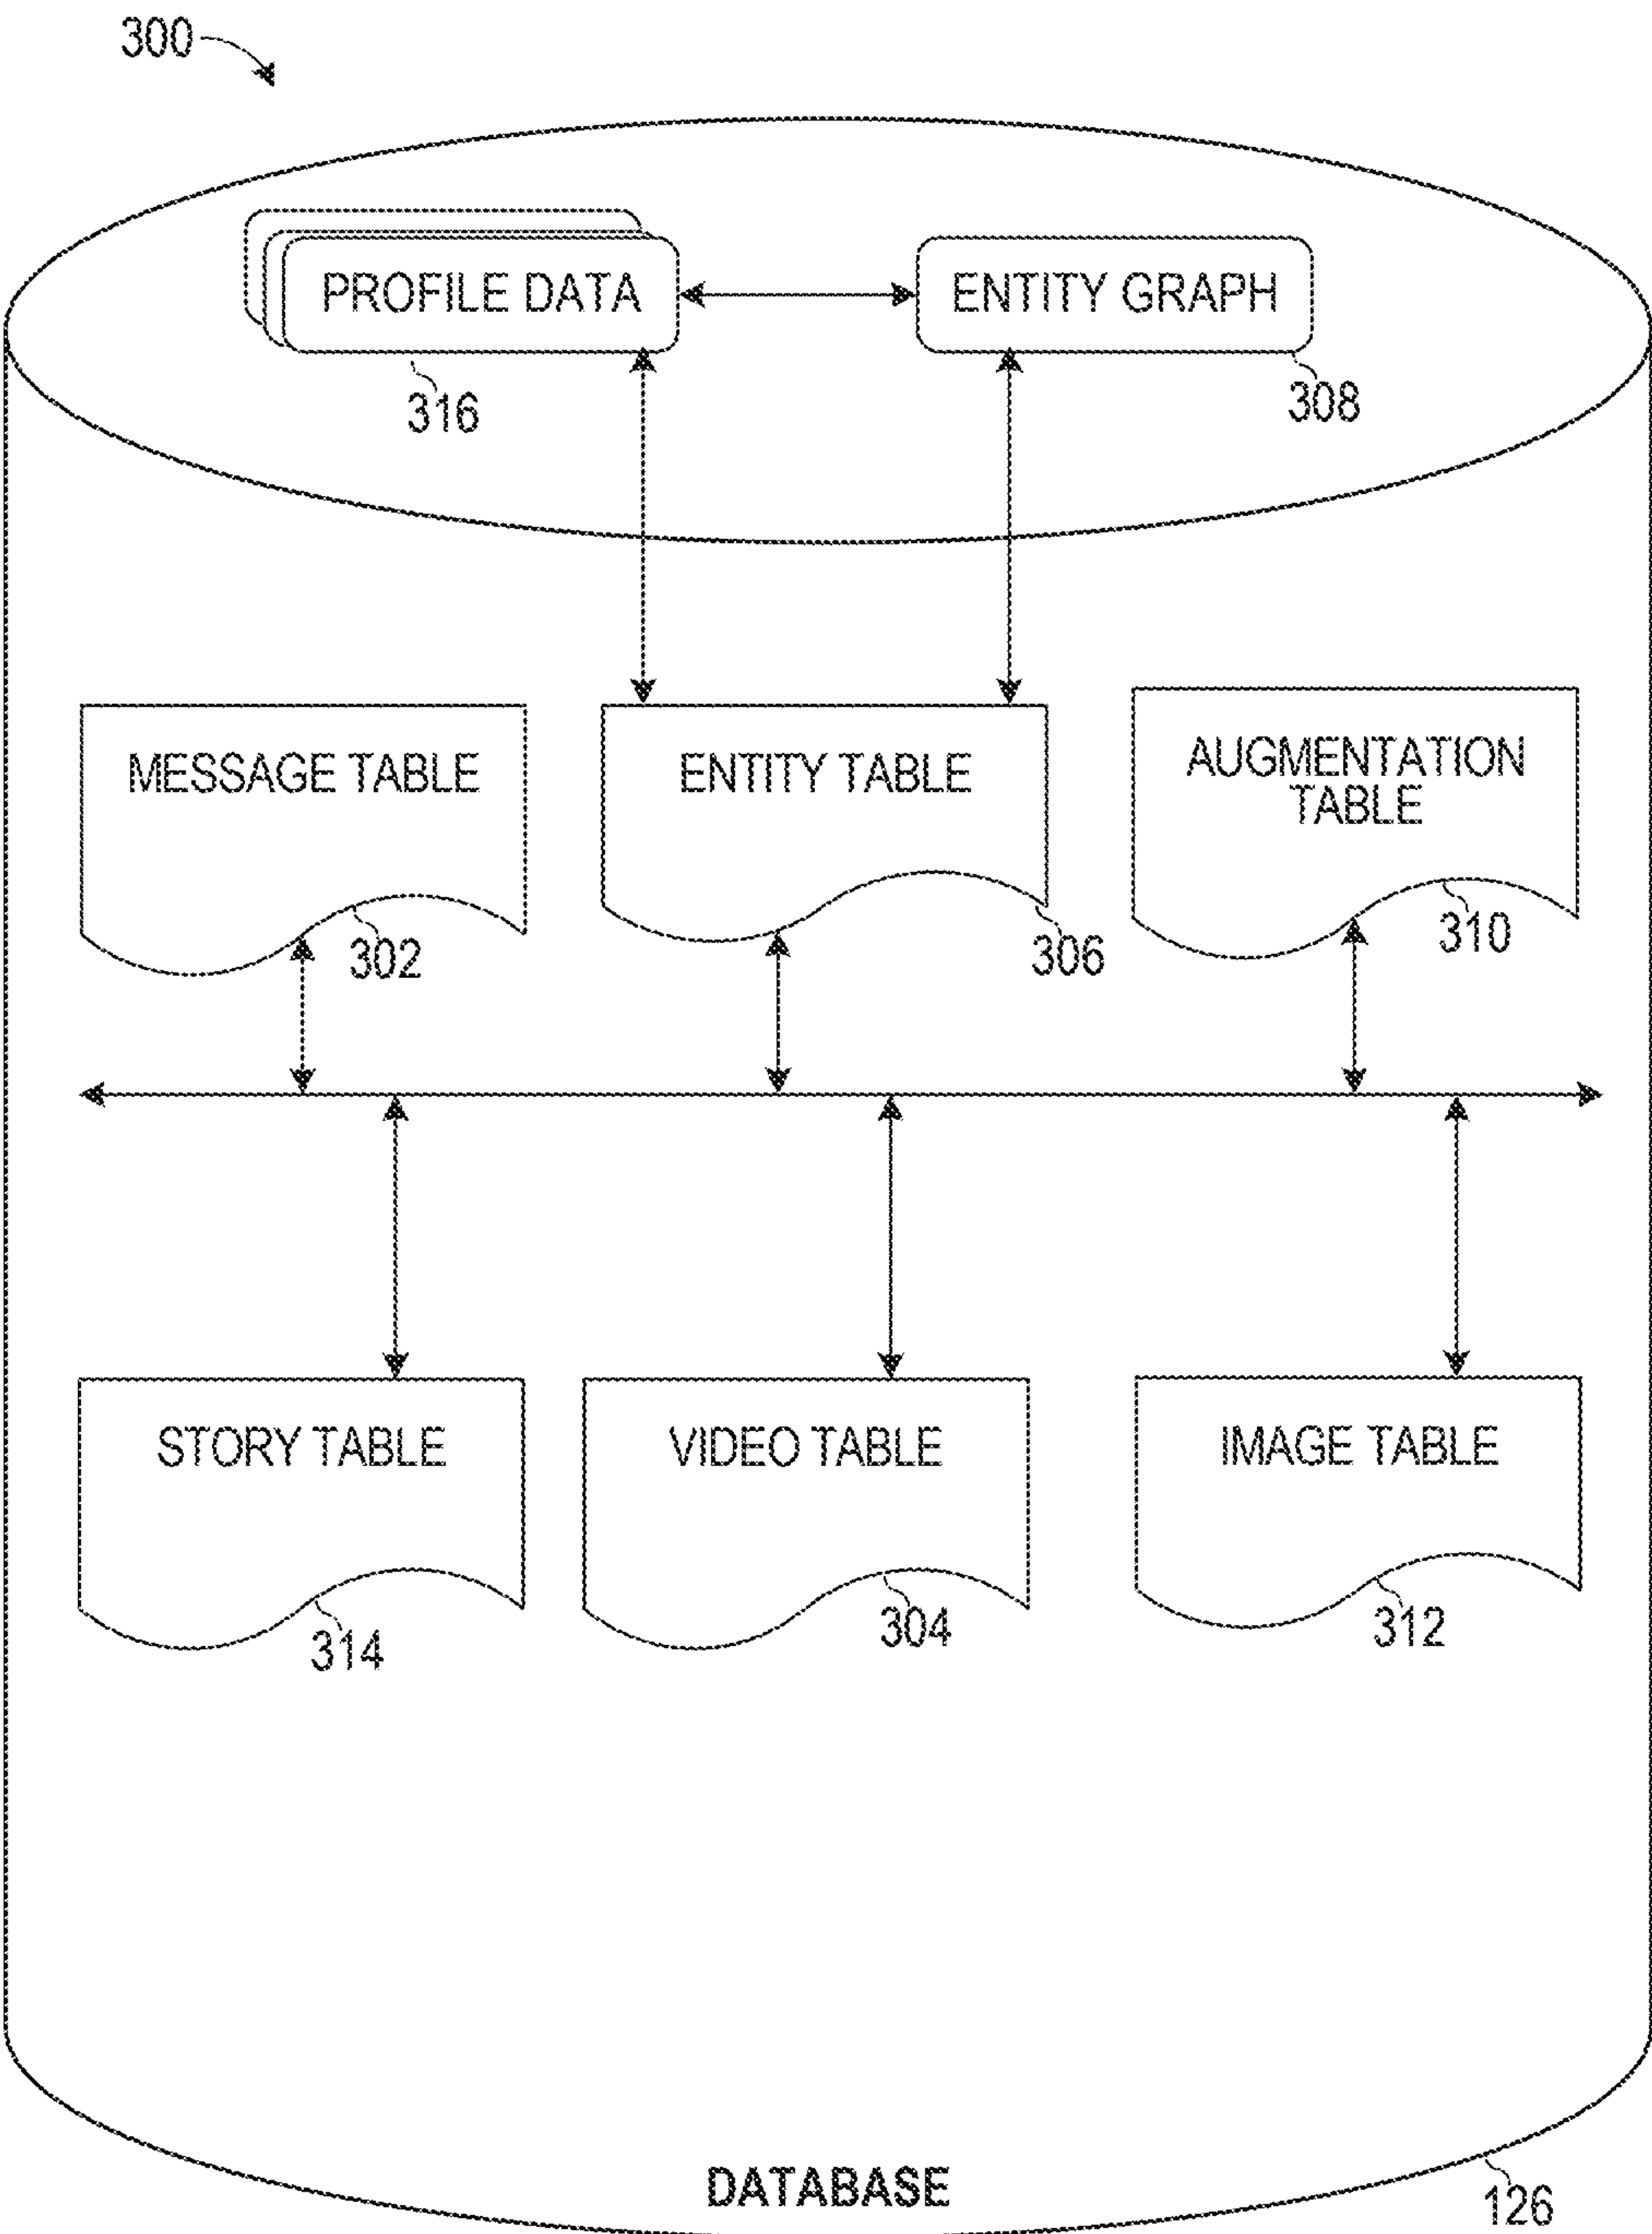 300
PROFILE DATA
ENTITY GRAPH
316
308
MESSAGE TABLE
ENTITY TABLE
AUGMENTATION
TABLE
302
306
310
STORY TABLE
VIDEO TABLE
IMAGE TABLE
314
304
312
DATABASE
126